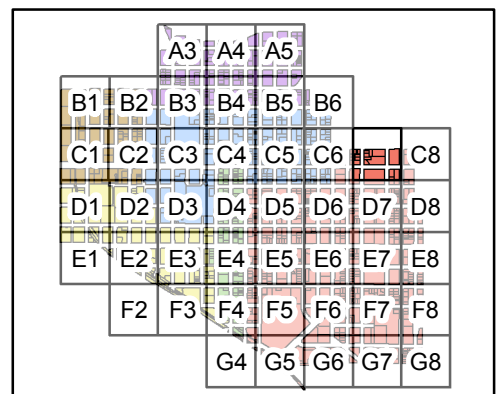 A3 A4 A5
B1 B2 B3 B4 B5 B6
C1 C2 C3 C4 C5 C6 C8
D1 D2 D3 D4 D5 D6 D7 D8
E1 E2 E3 E4 E5 E6 E7 E8
F2 F3 F4 F5 F6 F7 F8
G4 G5 G6 G7 G8